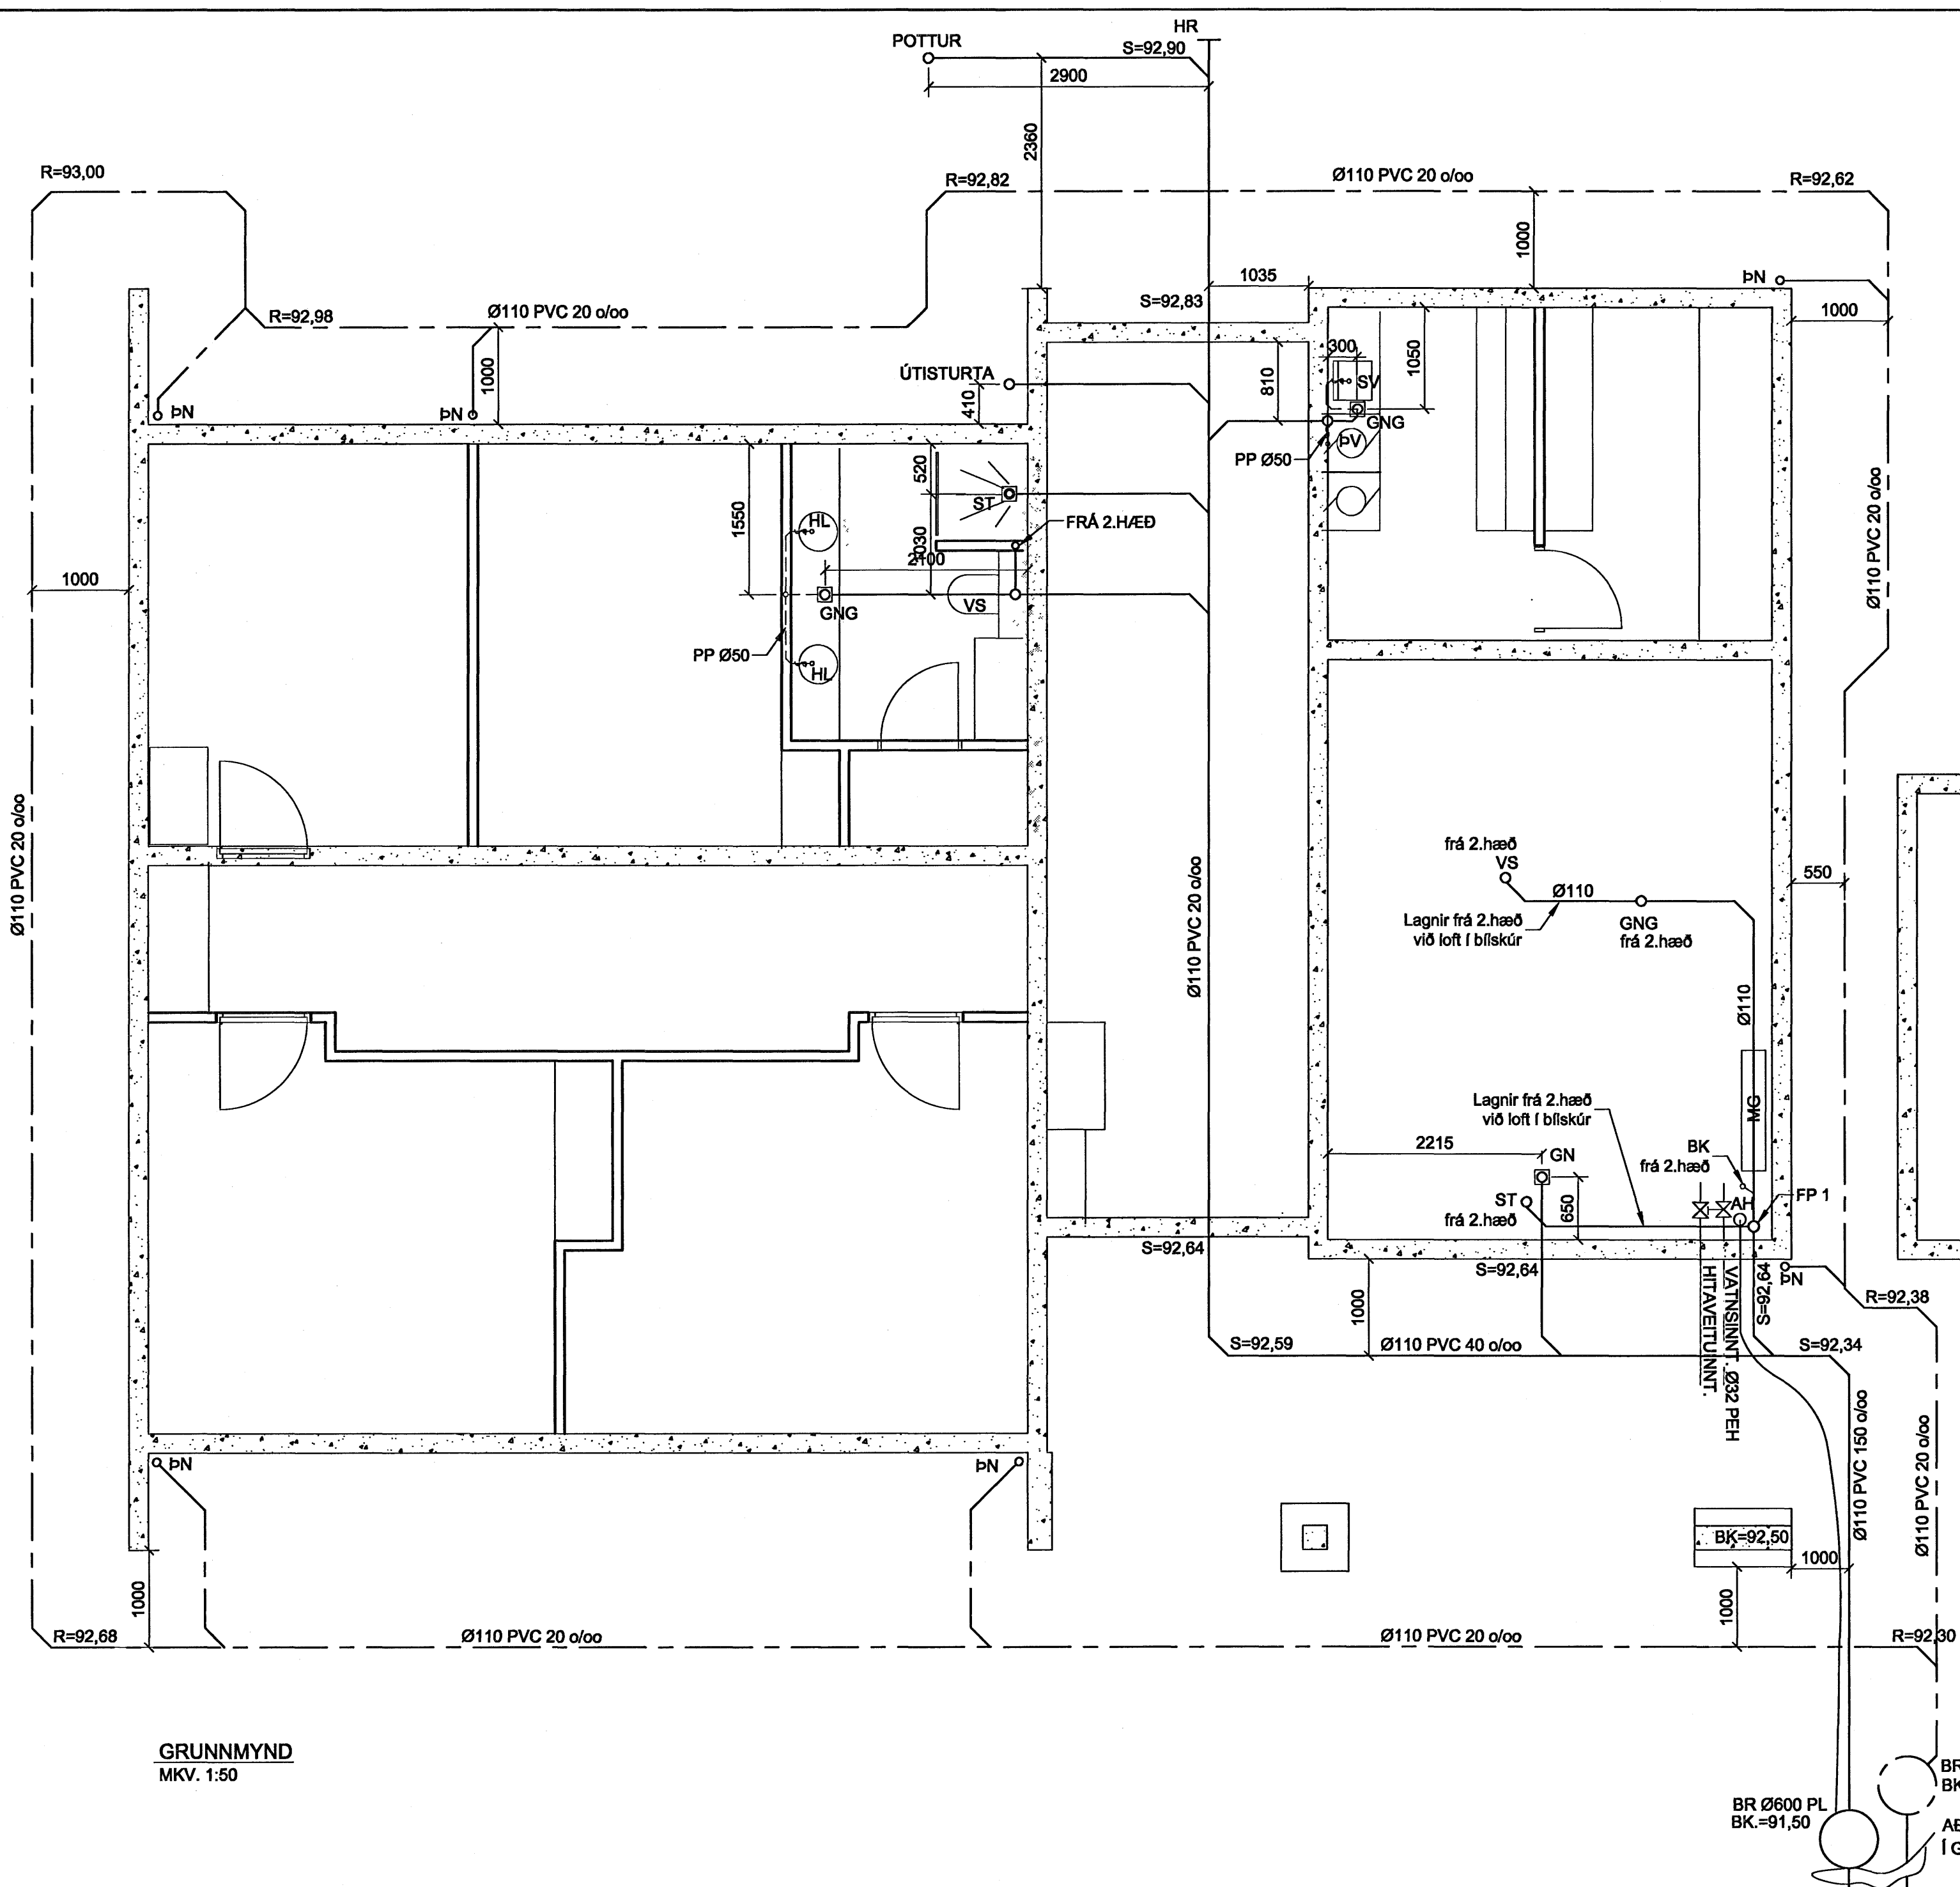 HR
POTTUR
S=92,90
2900
2360
R=93,00
R=92,82
Ø110 PVC 20 o/oo
R=92,62
1000
ÞN
1035
S=92,83
1000
R=92,98
Ø110 PVC 20 o/oo
1000
ÞN
ÞN
ÚTISTURTA
410
810
300
1050
SV
GNG
ÞV
PP Ø50
520
ST
1550
HL
1030
FRÁ 2.HÆÐ
2100
VS
GNG
PP Ø50
HL
1000
Ø110 PVC 20 o/oo
Ø110 PVC 20 o/oo
Ø110 PVC 20 o/oo
frá 2.hæð
VS
Ø110
550
Lagnir frá 2.hæð
við loft í bílskúr
GNG
frá 2.hæð
Ø110
MG
Lagnir frá 2.hæð
við loft í bílskúr
2215
GN
BK
frá 2.hæð
ST
frá 2.hæð
650
AH
FP 1
S=92,64
S=92,64
S=92,64
ÞN
HITAVEITUINNT.
VATNSINNT. Ø32 PEH
R=92,38
1000
S=92,59
Ø110 PVC 40 o/oo
S=92,34
Ø110 PVC 150 o/oo
Ø110 PVC 20 o/oo
ÞN
ÞN
BK=92,50
1000
1000
1000
R=92,68
Ø110 PVC 20 o/oo
Ø110 PVC 20 o/oo
R=92,30
GRUNNMYND
MKV. 1:50
BR
BK
BR Ø600 PL
BK.=91,50